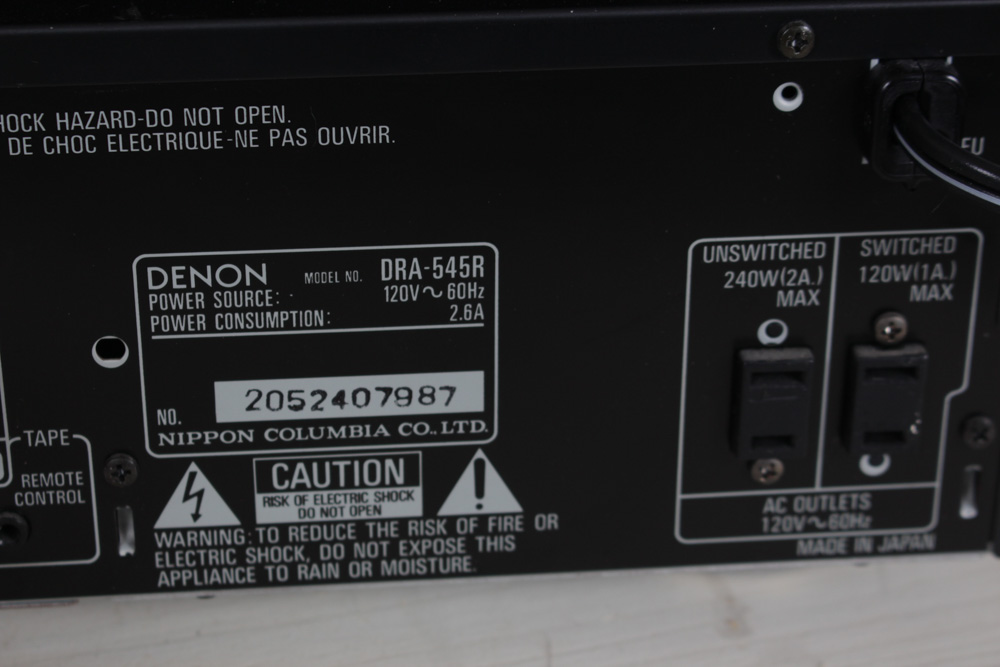 HOCK HAZARD-DO NOT OPEN.
DE CHOC ELECTRIQUE-NE PAS OUVRIR.
DENON MODEL NO. DRA-545R
POWER SOURCE: 120V~60Hz
POWER CONSUMPTION: 2.6A
NO. 2052407987
NIPPON COLUMBIA CO.,LTD.
TAPE
REMOTE
CONTROL
CAUTION
RISK OF ELECTRIC SHOCK
DO NOT OPEN
WARNING: TO REDUCE THE RISK OF FIRE OR
ELECTRIC SHOCK, DO NOT EXPOSE THIS
APPLIANCE TO RAIN OR MOISTURE.
UNSWITCHED
240W(2A.)
MAX
SWITCHED
120W(1A.)
MAX
AC OUTLETS
120V~60Hz
MADE IN JAPAN